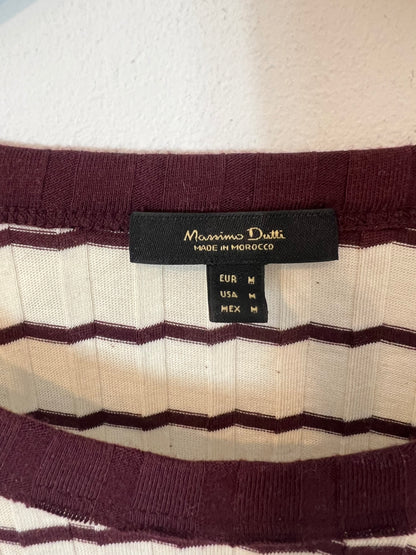 Massimo Dutti
MADE IN MOROCCO
EUR M
USA M
MEX M